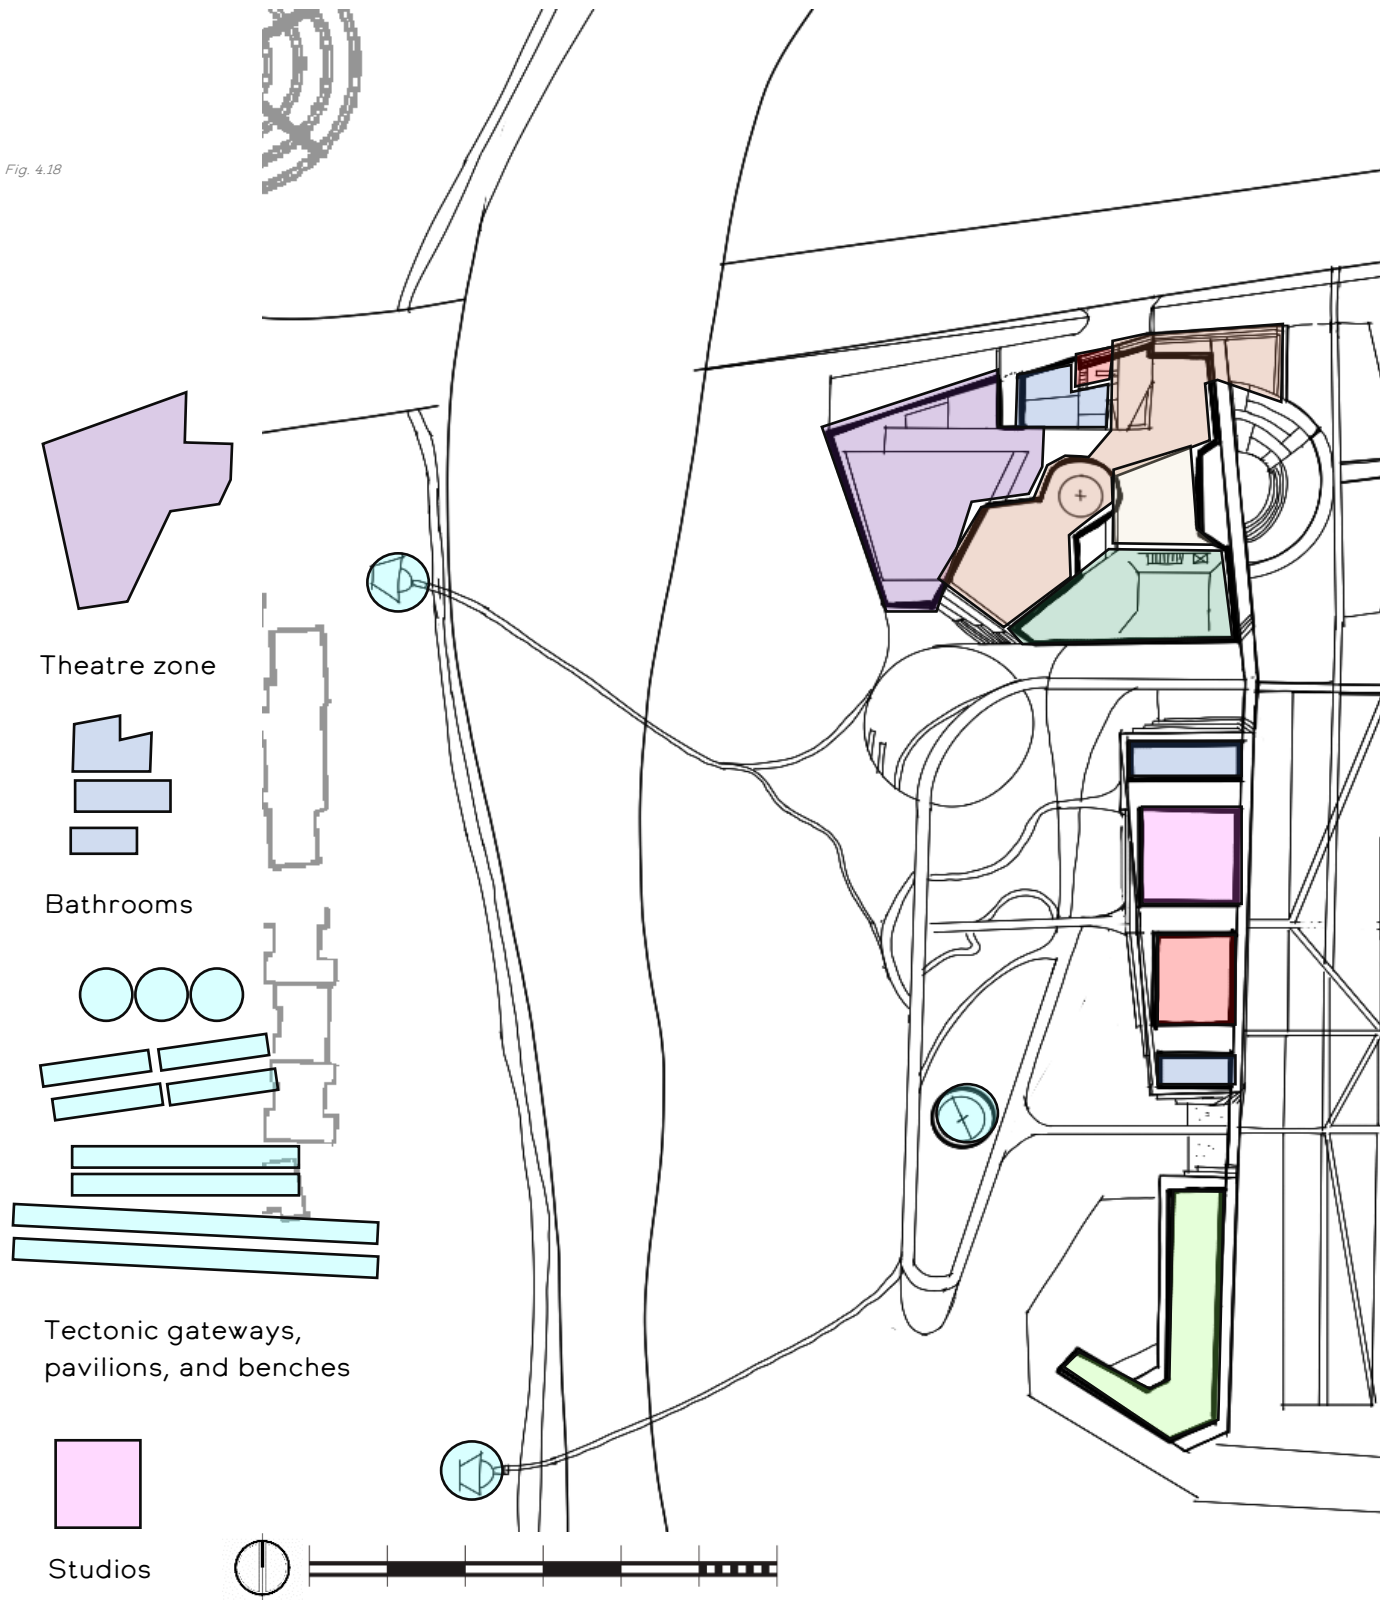 Fig. 4.18
Theatre zone
Bathrooms
Tectonic gateways,
pavilions, and benches
Studios